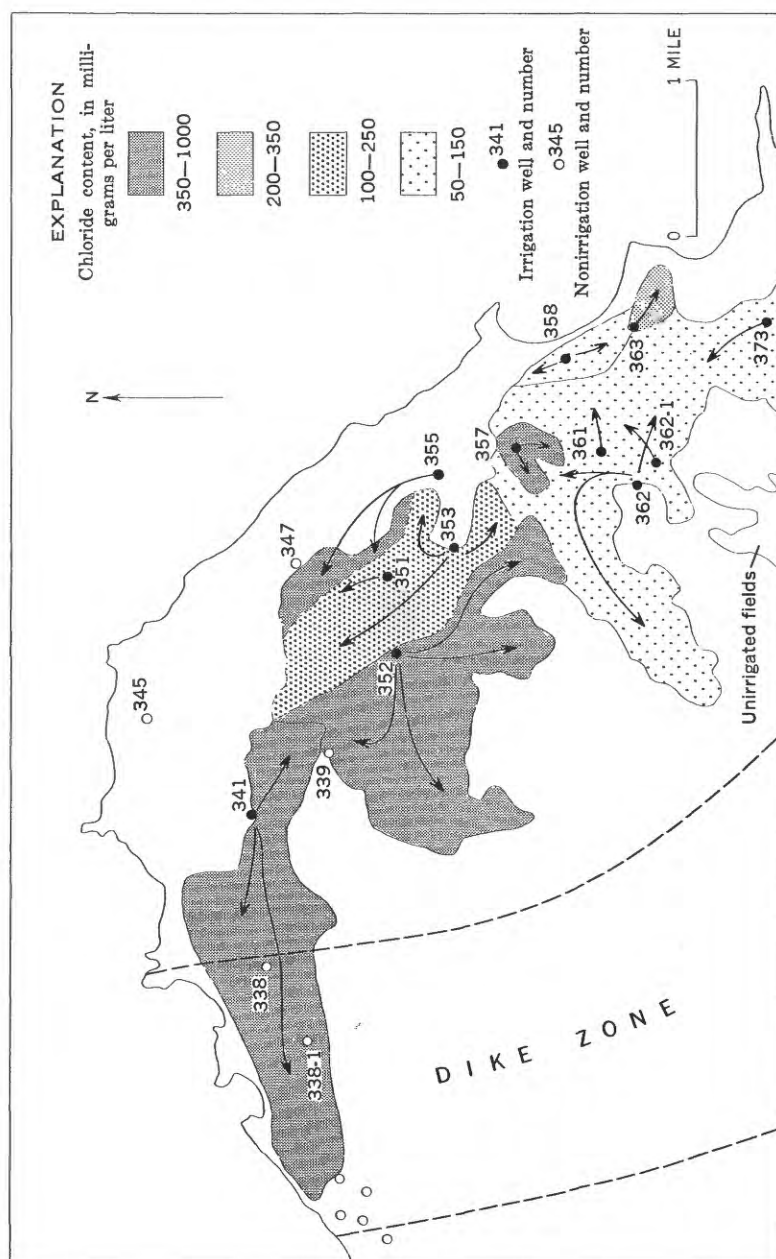 EXPLANATION
Chloride content, in milli-
grams per liter
350—1000
200—350
100—250
50—150
341
Irrigation well and number
345
Nonirrigation well and number
0
1 MILE
N
345
347
341
339
338
338-1
351
352
353
355
357
358
361
362
362-1
363
373
Unirrigated fields
DIKE ZONE